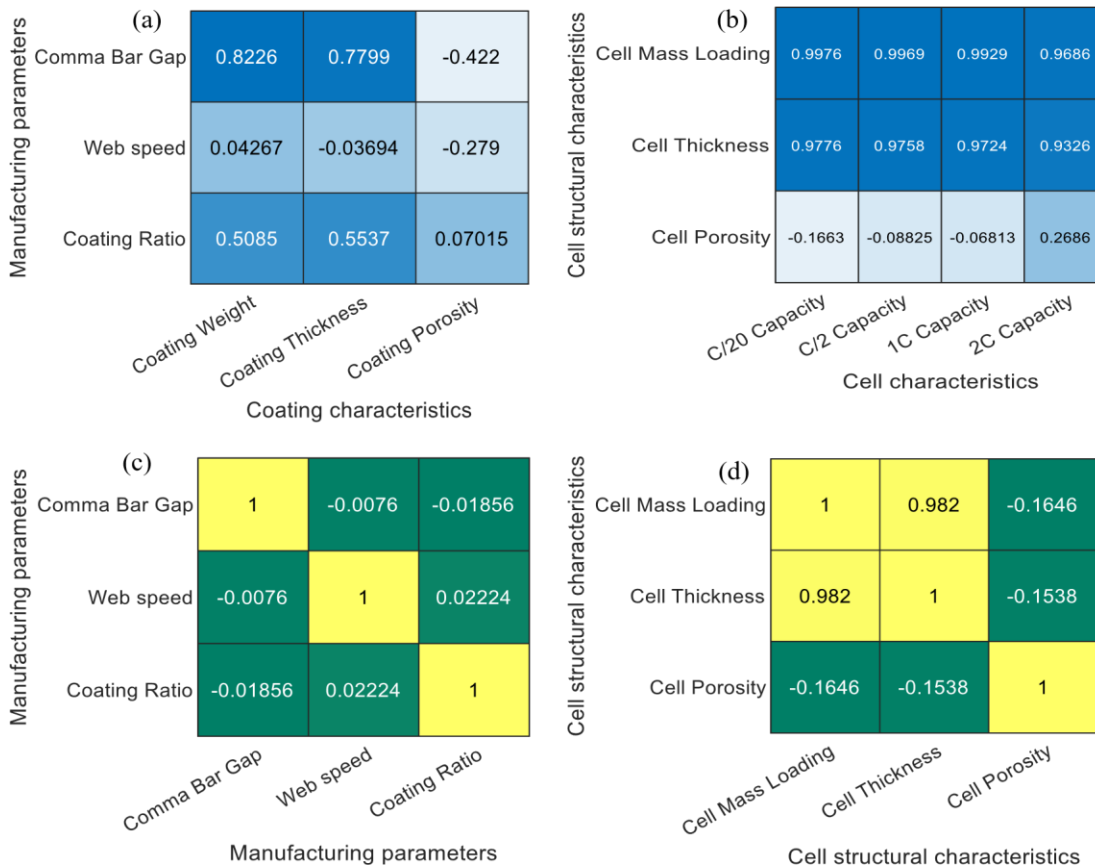 (a)
Manufacturing parameters
Comma Bar Gap 0.8226 0.7799 -0.422
Web speed 0.04267 -0.03694 -0.279
Coating Ratio 0.5085 0.5537 0.07015
Coating Weight
Coating Thickness
Coating Porosity
Coating characteristics
(b)
Cell structural characteristics
Cell Mass Loading 0.9976 0.9969 0.9929 0.9686
Cell Thickness 0.9776 0.9758 0.9724 0.9326
Cell Porosity -0.1663 -0.08825 -0.06813 0.2686
C/20 Capacity
C/2 Capacity
1C Capacity
2C Capacity
Cell characteristics
(c)
Manufacturing parameters
Comma Bar Gap 1 -0.0076 -0.01856
Web speed -0.0076 1 0.02224
Coating Ratio -0.01856 0.02224 1
Comma Bar Gap
Web speed
Coating Ratio
Manufacturing parameters
(d)
Cell structural characteristics
Cell Mass Loading 1 0.982 -0.1646
Cell Thickness 0.982 1 -0.1538
Cell Porosity -0.1646 -0.1538 1
Cell Mass Loading
Cell Thickness
Cell Porosity
Cell structural characteristics